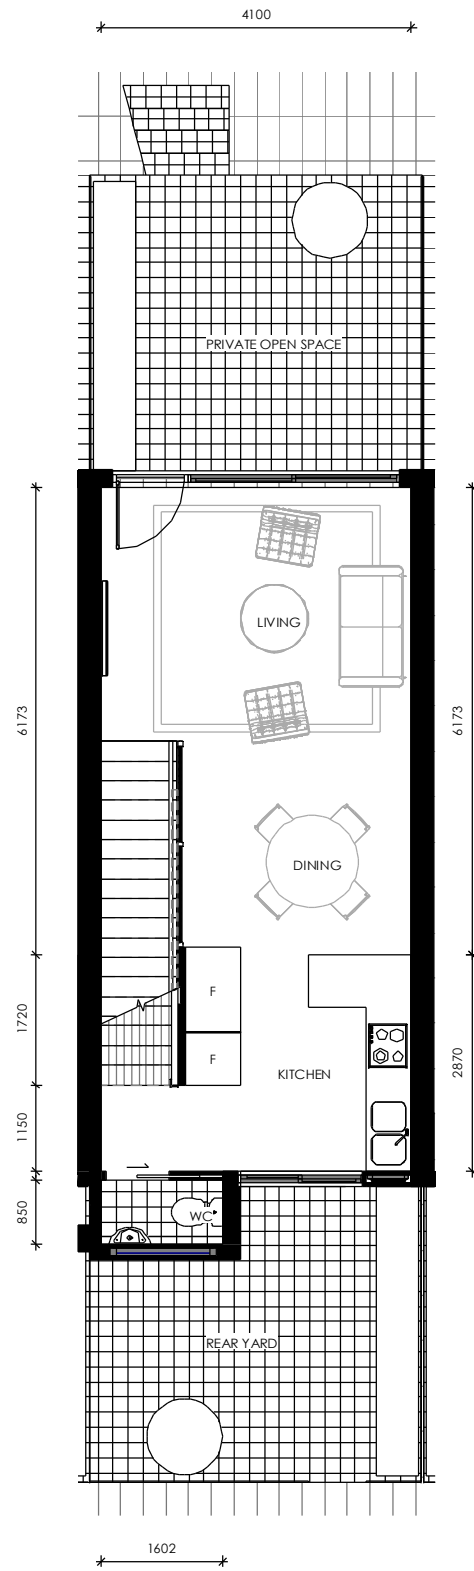 4100
PRIVATE OPEN SPACE
LIVING
6173
6173
DINING
F
1720
F
KITCHEN
2870
1150
WC
850
REAR YARD
1602